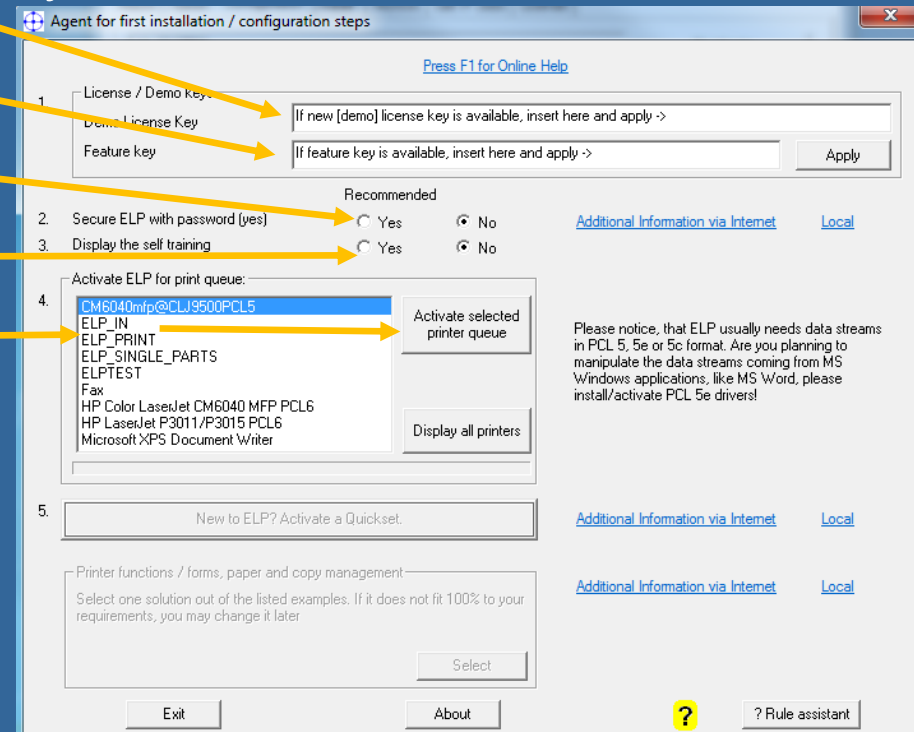 Agent for first installation / configuration steps
x
Press F1 for Online Help
License / Demo keys
1.
Demo License Key
If new [demo] license key is available, insert here and apply ->
Feature key
If feature key is available, insert here and apply ->
Apply
Recommended
2. Secure ELP with password (yes)
Yes
No
Additional Information via Internet
Local
3. Display the self training
Yes
No
Activate ELP for print queue:
4.
CM6040mfp@CLJ9500PCL5
ELP_IN
ELP_PRINT
ELP_SINGLE_PARTS
ELPTEST
Fax
HP Color LaserJet CM6040 MFP PCL6
HP LaserJet P3011/P3015 PCL6
Microsoft XPS Document Writer
Activate selected
printer queue
Display all printers
Please notice, that ELP usually needs data streams
in PCL 5, 5e or 5c format. Are you planning to
manipulate the data streams coming from MS
Windows applications, like MS Word, please
install/activate PCL 5e drivers!
5.
New to ELP? Activate a Quickset.
Additional Information via Internet
Local
Printer functions / forms, paper and copy management
Select one solution out of the listed examples. If it does not fit 100% to your
requirements, you may change it later
Select
Additional Information via Internet
Local
Exit
About
?
? Rule assistant